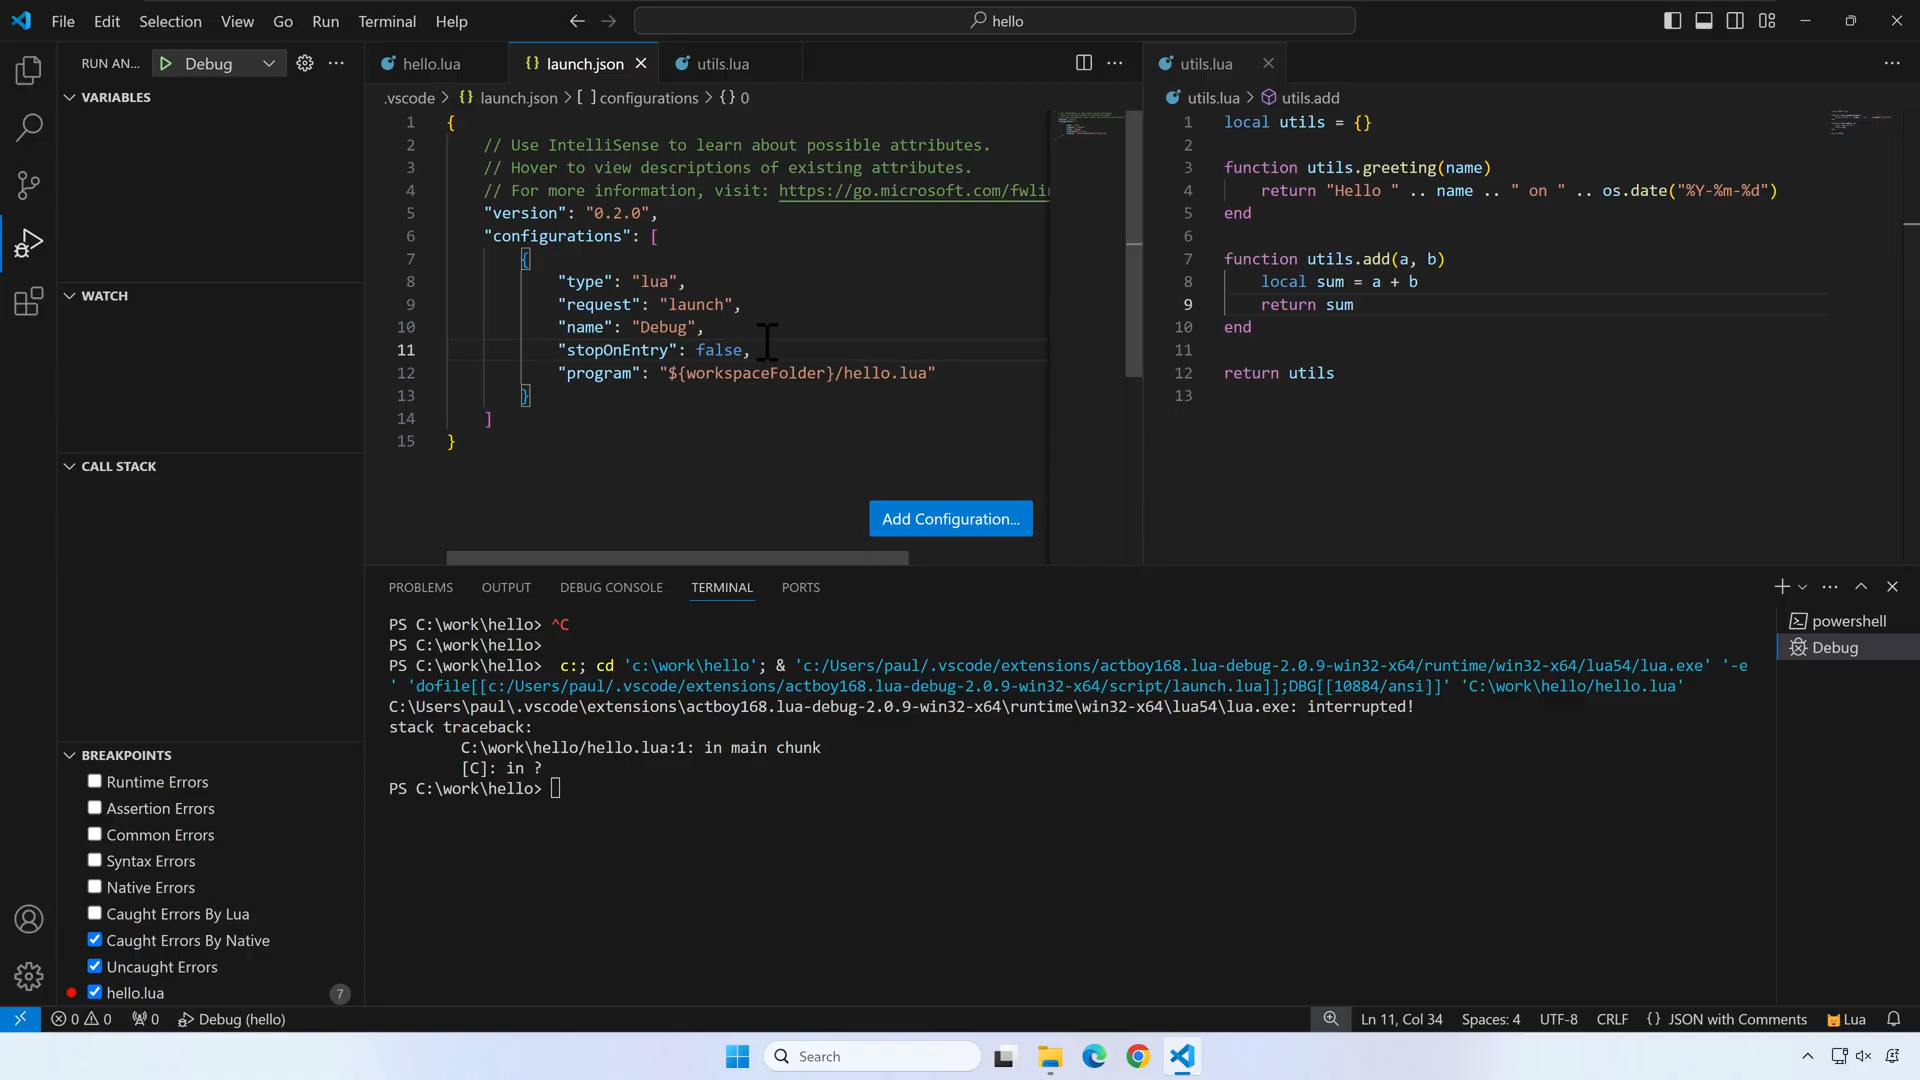 File Edit Selection View Go Run Terminal Help
hello
RUN AN... Debug
hello.lua
launch.json
utils.lua
utils.lua
VARIABLES
WATCH
CALL STACK
.vscode > launch.json > [ ] configurations > {} 0
1 {
2 // Use IntelliSense to learn about possible attributes.
3 // Hover to view descriptions of existing attributes.
4 // For more information, visit: https://go.microsoft.com/fwli
5 "version": "0.2.0",
6 "configurations": [
7 {
8 "type": "lua",
9 "request": "launch",
10 "name": "Debug",
11 "stopOnEntry": false,
12 "program": "${workspaceFolder}/hello.lua"
13 }
14 ]
15 }
Add Configuration...
utils.lua > utils.add
1 local utils = {}
2
3 function utils.greeting(name)
4 return "Hello " .. name .. " on " .. os.date("%Y-%m-%d")
5 end
6
7 function utils.add(a, b)
8 local sum = a + b
9 return sum
10 end
11
12 return utils
13
PROBLEMS OUTPUT DEBUG CONSOLE TERMINAL PORTS
PS C:\work\hello> ^C
PS C:\work\hello>
PS C:\work\hello>  c:; cd 'c:\work\hello'; & 'c:/Users/paul/.vscode/extensions/actboy168.lua-debug-2.0.9-win32-x64/runtime/win32-x64/lua54/lua.exe' '-e
' 'dofile[[c:/Users/paul/.vscode/extensions/actboy168.lua-debug-2.0.9-win32-x64/script/launch.lua]];DBG[[10884/ansi]]' 'C:\work\hello/hello.lua'
C:\Users\paul\.vscode\extensions\actboy168.lua-debug-2.0.9-win32-x64\runtime\win32-x64\lua54\lua.exe: interrupted!
stack traceback:
C:\work\hello/hello.lua:1: in main chunk
[C]: in ?
PS C:\work\hello>
powershell
Debug
BREAKPOINTS
Runtime Errors
Assertion Errors
Common Errors
Syntax Errors
Native Errors
Caught Errors By Lua
Caught Errors By Native
Uncaught Errors
hello.lua 7
0 0 0 Debug (hello)
Ln 11, Col 34 Spaces: 4 UTF-8 CRLF {} JSON with Comments Lua
Search